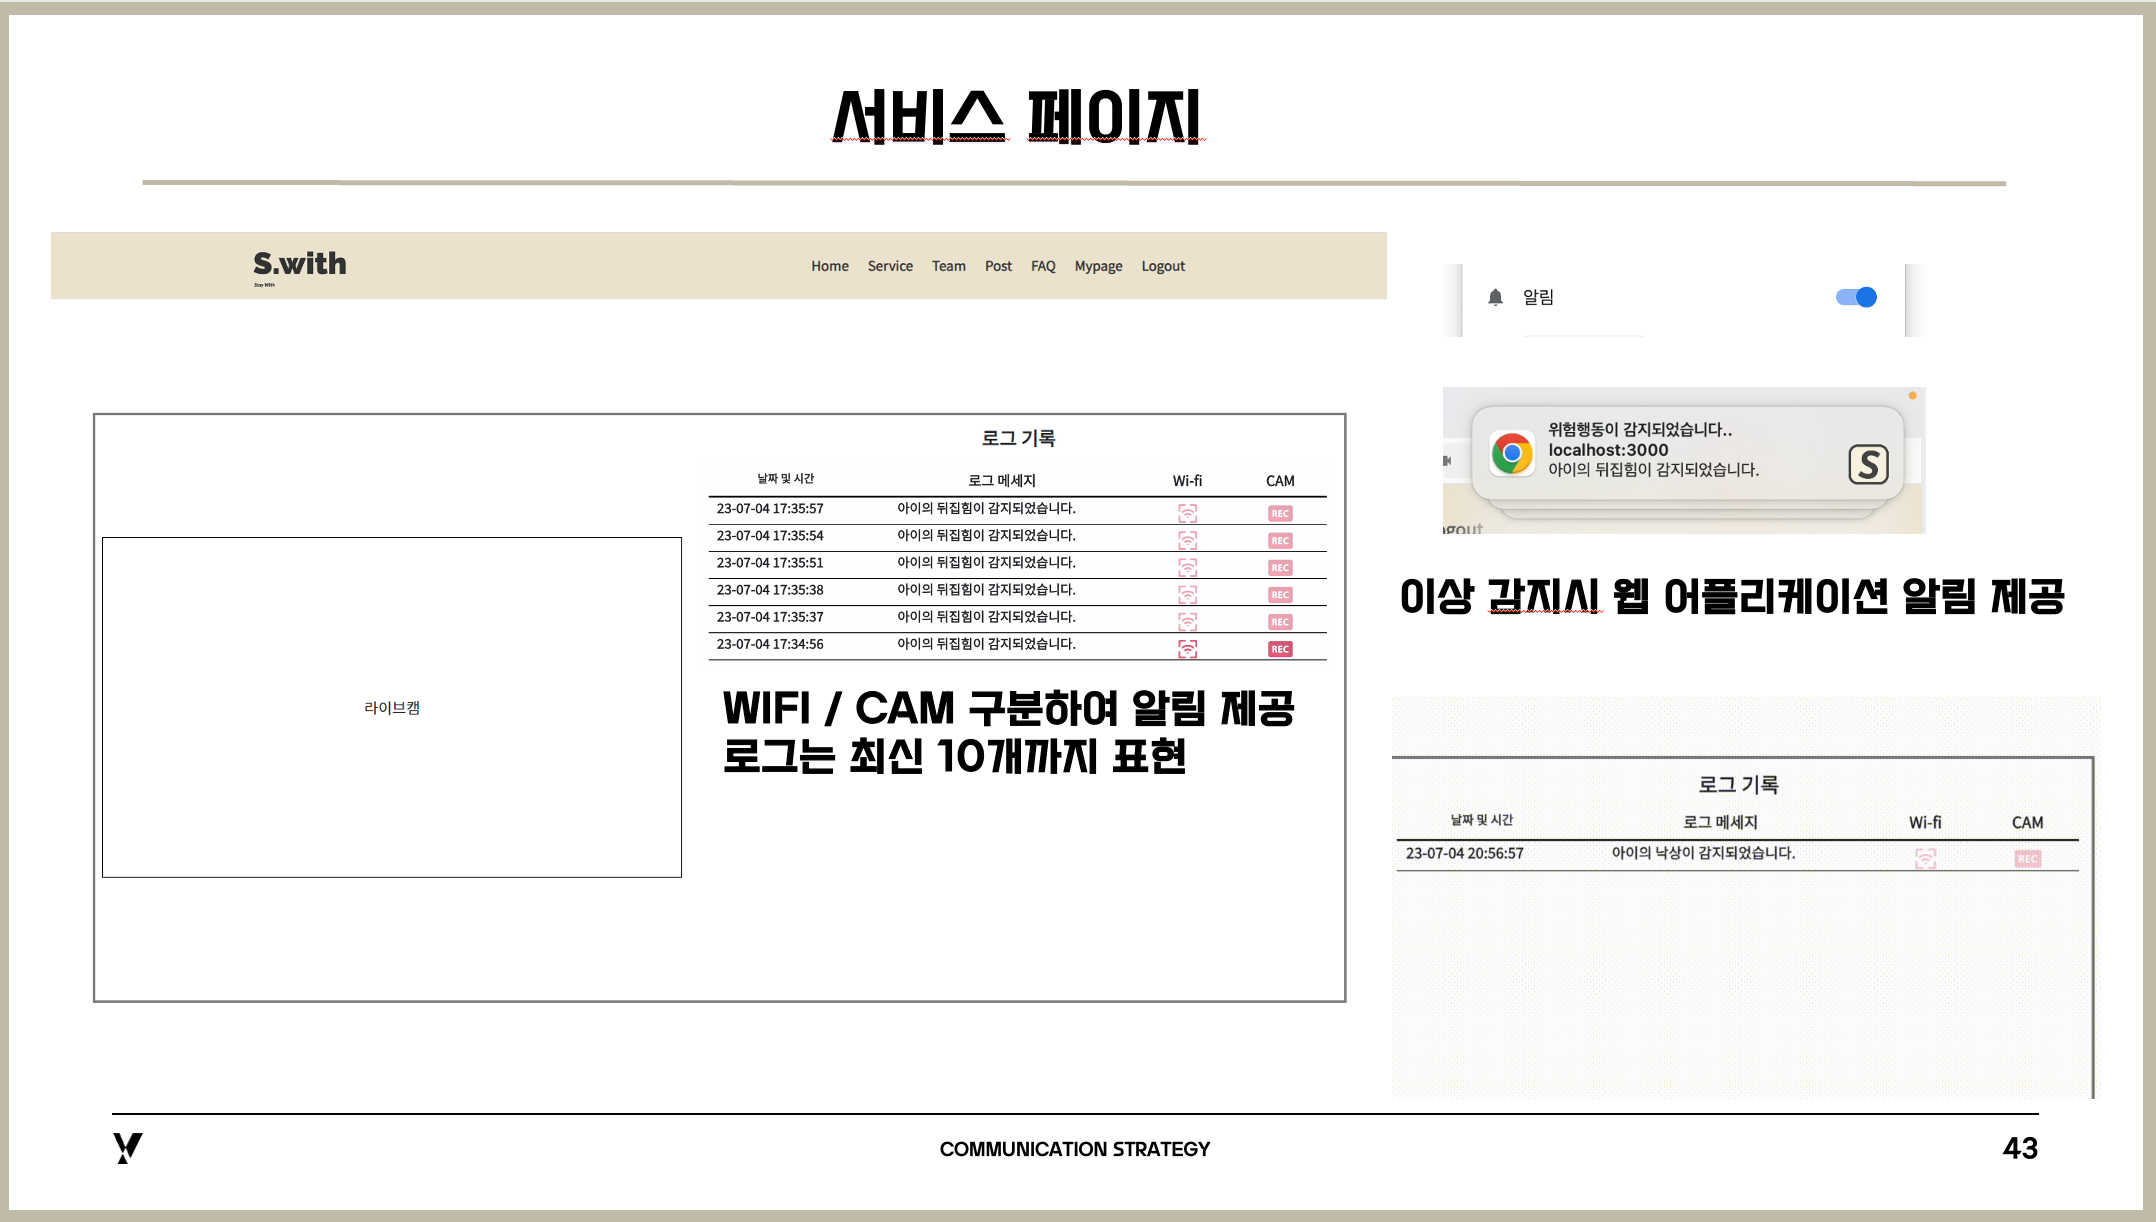 서비스 페이지
S.with
Stay With
Home Service Team Post FAQ Mypage Logout
알림
위험행동이 감지되었습니다..
localhost:3000
아이의 뒤집힘이 감지되었습니다.
S
ogout
이상 감지시 웹 어플리케이션 알림 제공
로그 기록
날짜 및 시간 로그 메세지 Wi-fi CAM
23-07-04 17:35:57 아이의 뒤집힘이 감지되었습니다. REC
23-07-04 17:35:54 아이의 뒤집힘이 감지되었습니다. REC
23-07-04 17:35:51 아이의 뒤집힘이 감지되었습니다. REC
23-07-04 17:35:38 아이의 뒤집힘이 감지되었습니다. REC
23-07-04 17:35:37 아이의 뒤집힘이 감지되었습니다. REC
23-07-04 17:34:56 아이의 뒤집힘이 감지되었습니다. REC
라이브캠
WIFI / CAM 구분하여 알림 제공
로그는 최신 10개까지 표현
로그 기록
날짜 및 시간 로그 메세지 Wi-fi CAM
23-07-04 20:56:57 아이의 낙상이 감지되었습니다. REC
COMMUNICATION STRATEGY
43